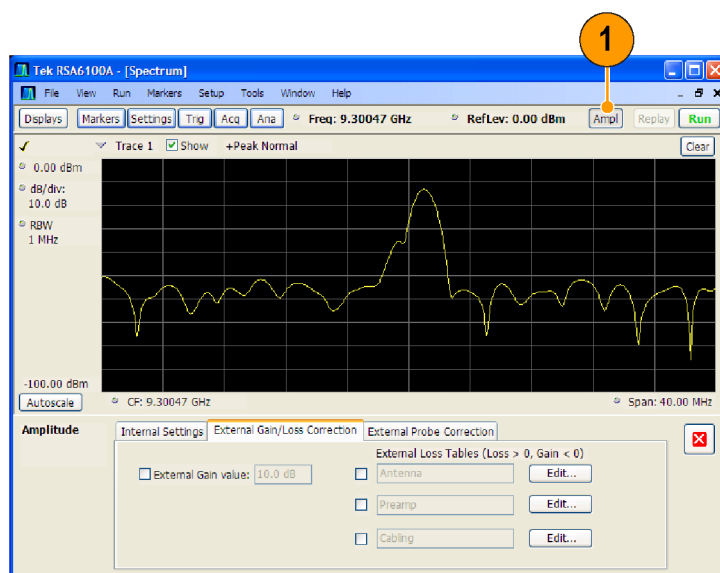 1
Tek RSA6100A - [Spectrum]
File View Run Markers Setup Tools Window Help
Displays Markers Settings Trig Acq Ana Freq: 9.30047 GHz RefLev: 0.00 dBm Ampl Replay Run
Trace 1 Show +Peak Normal Clear
0.00 dBm
dB/div:
10.0 dB
RBW
1 MHz
-100.00 dBm
Autoscale CF: 9.30047 GHz Span: 40.00 MHz
Amplitude Internal Settings External Gain/Loss Correction External Probe Correction
External Loss Tables (Loss > 0, Gain < 0)
External Gain value: 10.0 dB Antenna Edit...
Preamp Edit...
Cabling Edit...